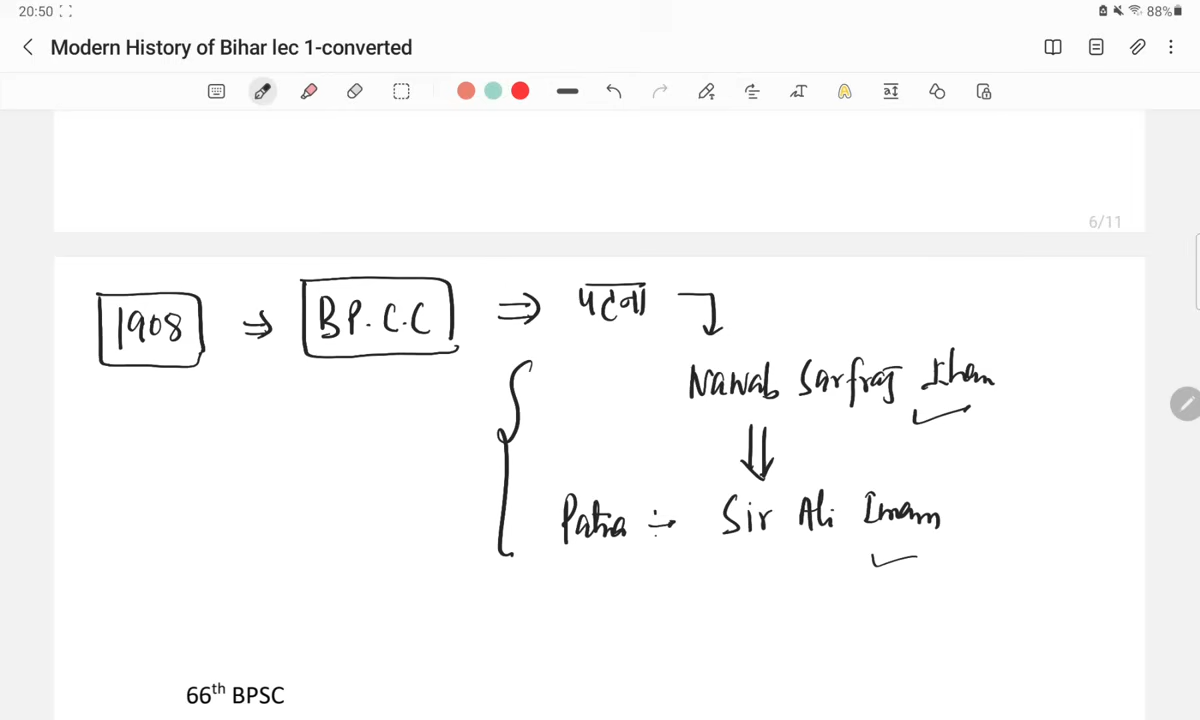 20:50 88%
Modern History of Bihar lec 1-converted
6/11
1908 ⇒ B.P.C.C ⇒ पटना
Nawab Sarfraj Khan
Patna :- Sir Ali Imam
66th BPSC